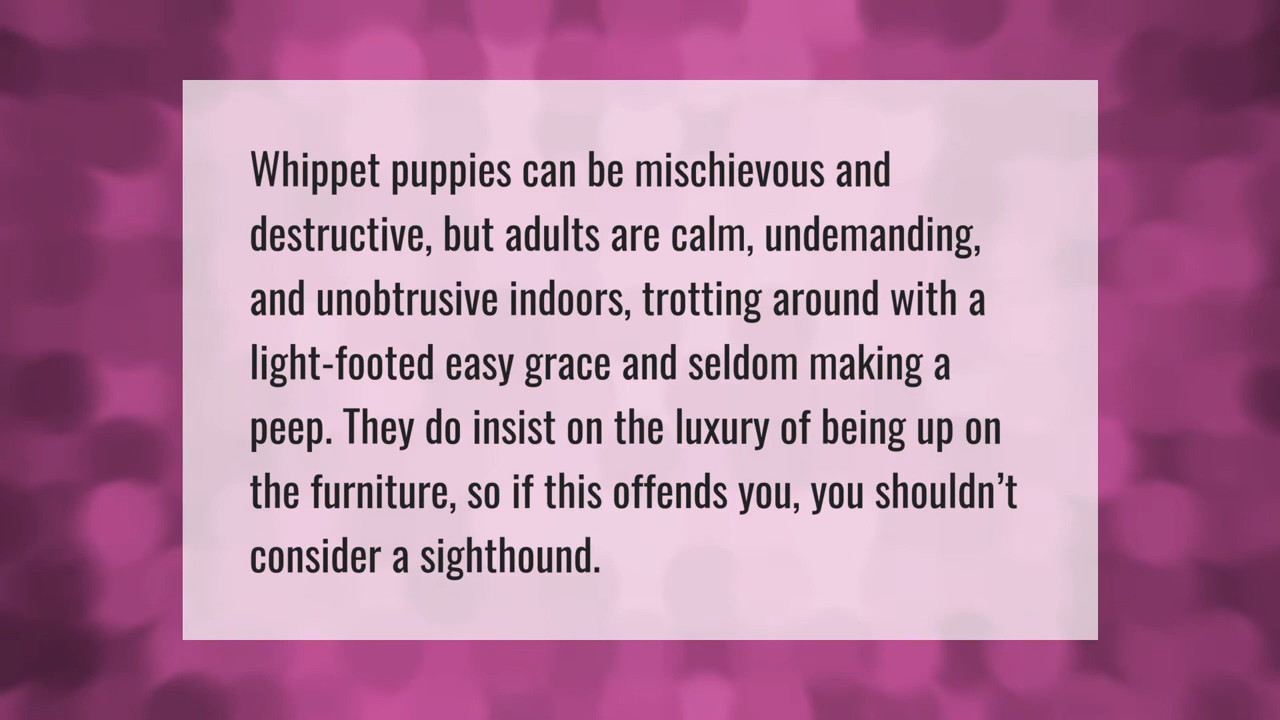 Whippet puppies can be mischievous and
destructive, but adults are calm, undemanding,
and unobtrusive indoors, trotting around with a
light-footed easy grace and seldom making a
peep. They do insist on the luxury of being up on
the furniture, so if this offends you, you shouldn’t
consider a sighthound.